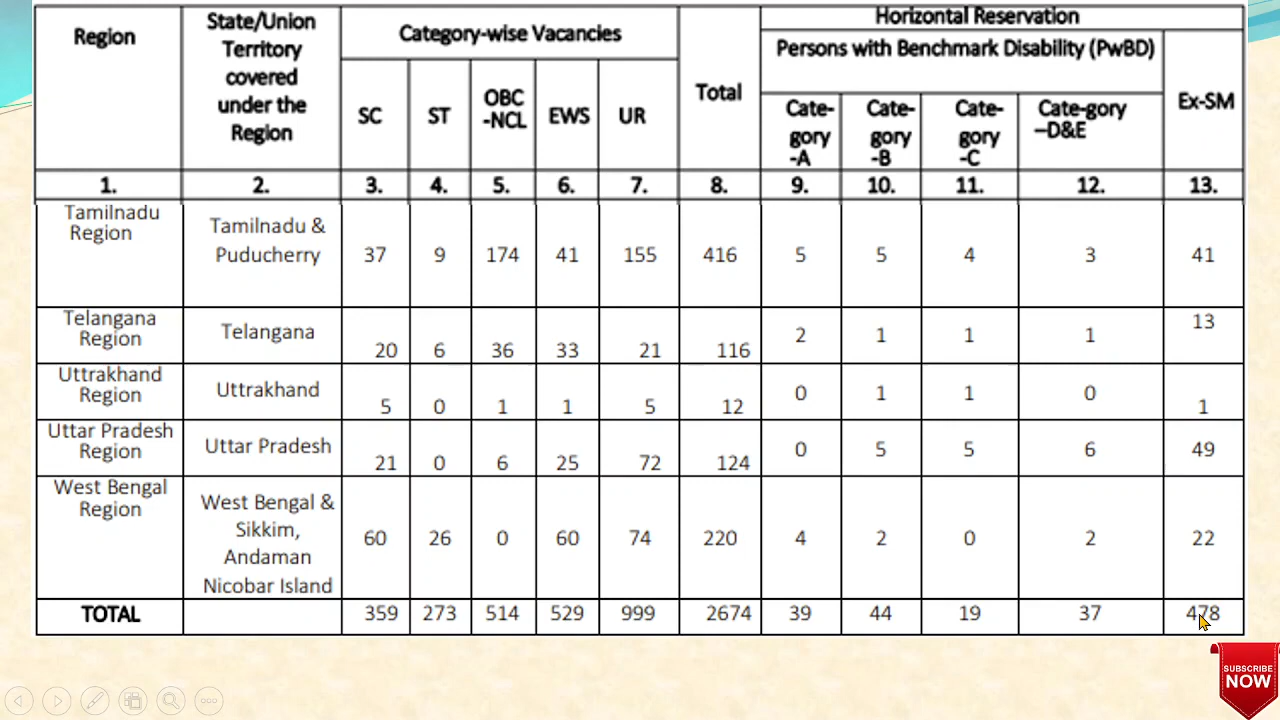 Region State/Union Territory covered under the Region Category-wise Vacancies Total Horizontal Reservation
Persons with Benchmark Disability (PwBD) Ex-SM
SC ST OBC -NCL EWS UR Cate-gory -A Cate-gory -B Cate-gory -C Cate-gory –D&E
1. 2. 3. 4. 5. 6. 7. 8. 9. 10. 11. 12. 13.
Tamilnadu Region Tamilnadu & Puducherry 37 9 174 41 155 416 5 5 4 3 41
Telangana Region Telangana 20 6 36 33 21 116 2 1 1 1 13
Uttrakhand Region Uttrakhand 5 0 1 1 5 12 0 1 1 0 1
Uttar Pradesh Region Uttar Pradesh 21 0 6 25 72 124 0 5 5 6 49
West Bengal Region West Bengal & Sikkim, Andaman Nicobar Island 60 26 0 60 74 220 4 2 0 2 22
TOTAL 359 273 514 529 999 2674 39 44 19 37 478
SUBSCRIBE
NOW